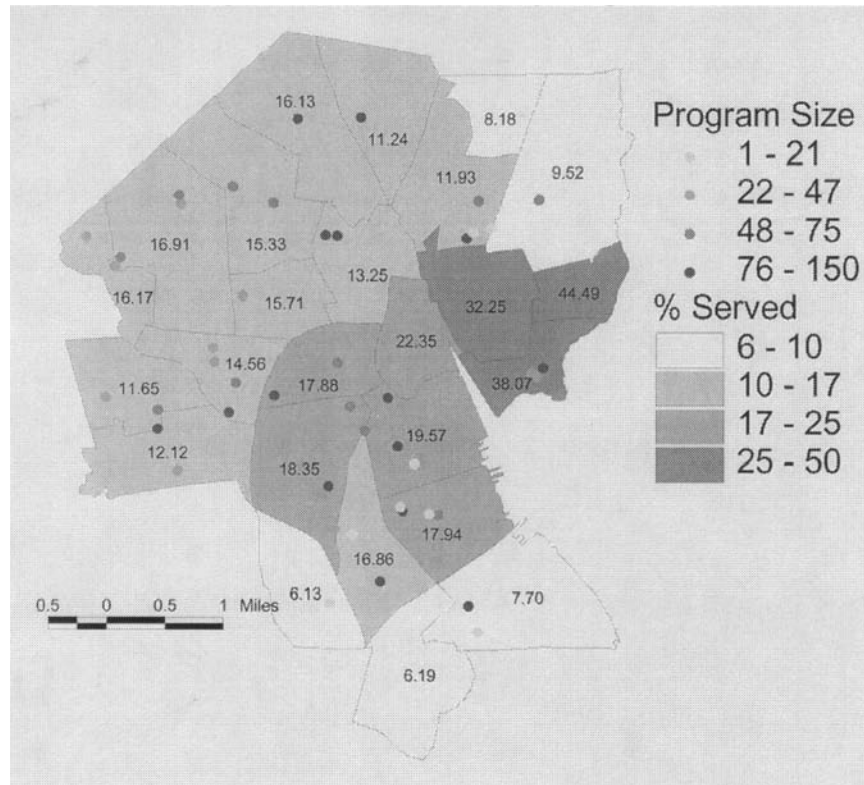 16.13
11.24
8.18
11.93
9.52
16.91
15.33
13.25
16.17
15.71
32.25
44.49
22.35
14.56
17.88
38.07
11.65
19.57
12.12
18.35
17.94
16.86
6.13
7.70
6.19
0.5 0 0.5 1 Miles
Program Size
1 - 21
22 - 47
48 - 75
76 - 150
% Served
6 - 10
10 - 17
17 - 25
25 - 50